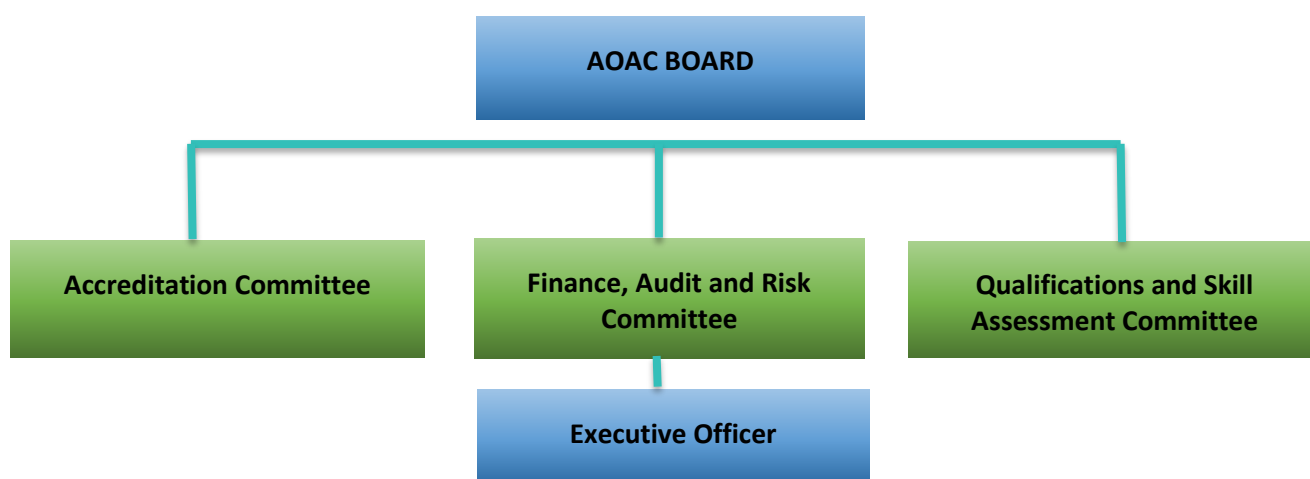 AOAC BOARD
Accreditation Committee
Finance, Audit and Risk
Committee
Qualifications and Skill
Assessment Committee
Executive Officer